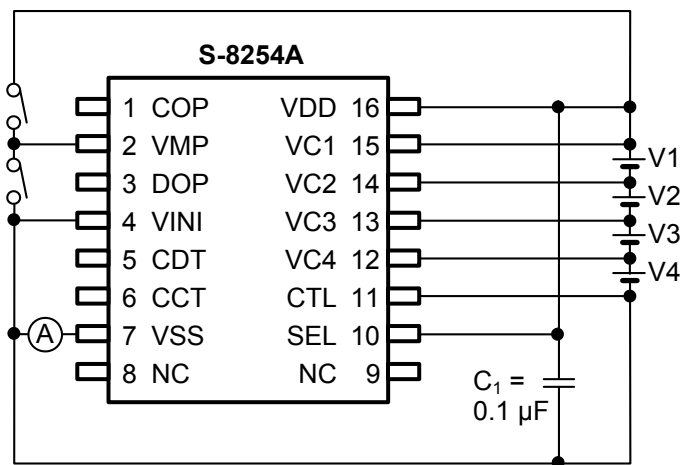 S-8254A
1 COP VDD 16
2 VMP VC1 15
3 DOP VC2 14
4 VINI VC3 13
5 CDT VC4 12
6 CCT CTL 11
7 VSS SEL 10
8 NC NC 9
A
V1
V2
V3
V4
C₁ =
0.1 µF